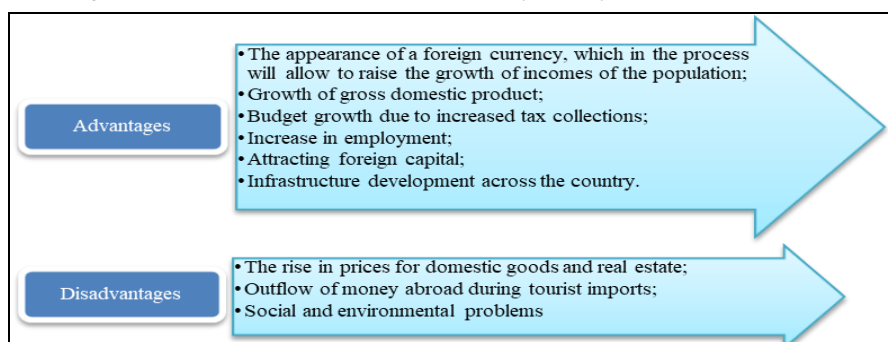 Advantages
• The appearance of a foreign currency, which in the process
will allow to raise the growth of incomes of the population;
• Growth of gross domestic product;
• Budget growth due to increased tax collections;
• Increase in employment;
• Attracting foreign capital;
• Infrastructure development across the country.
Disadvantages
• The rise in prices for domestic goods and real estate;
• Outflow of money abroad during tourist imports;
• Social and environmental problems